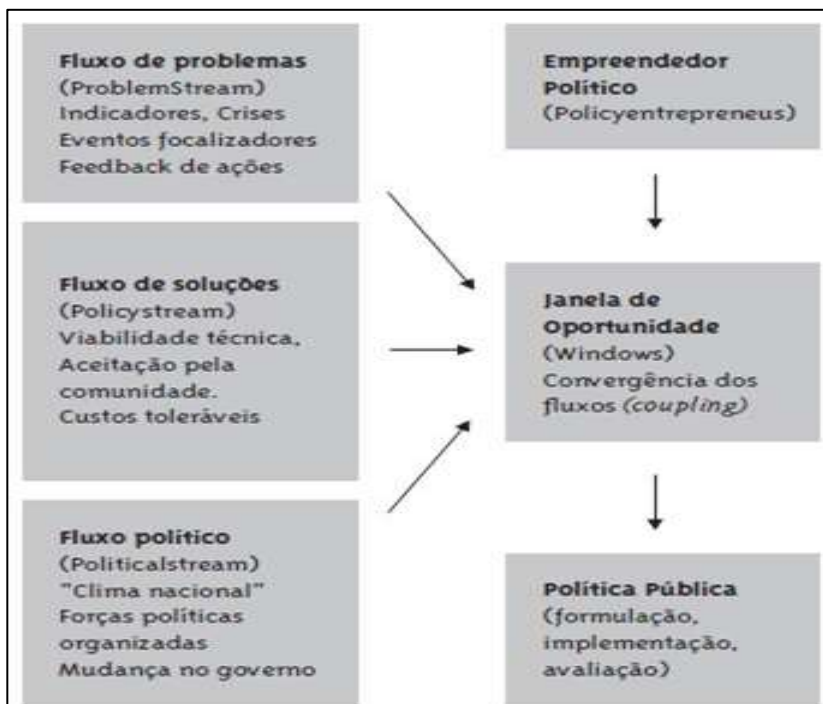 Fluxo de problemas
(ProblemStream)
Indicadores, Crises
Eventos focalizadores
Feedback de ações
Fluxo de soluções
(Policystream)
Viabilidade técnica,
Aceitação pela
comunidade.
Custos toleráveis
Fluxo político
(Politicalstream)
"Clima nacional"
Forças políticas
organizadas
Mudança no governo
Empreendedor
Político
(Policyentrepreneus)
Janela de
Oportunidade
(Windows)
Convergência dos
fluxos (coupling)
Política Pública
(formulação,
implementação,
avaliação)